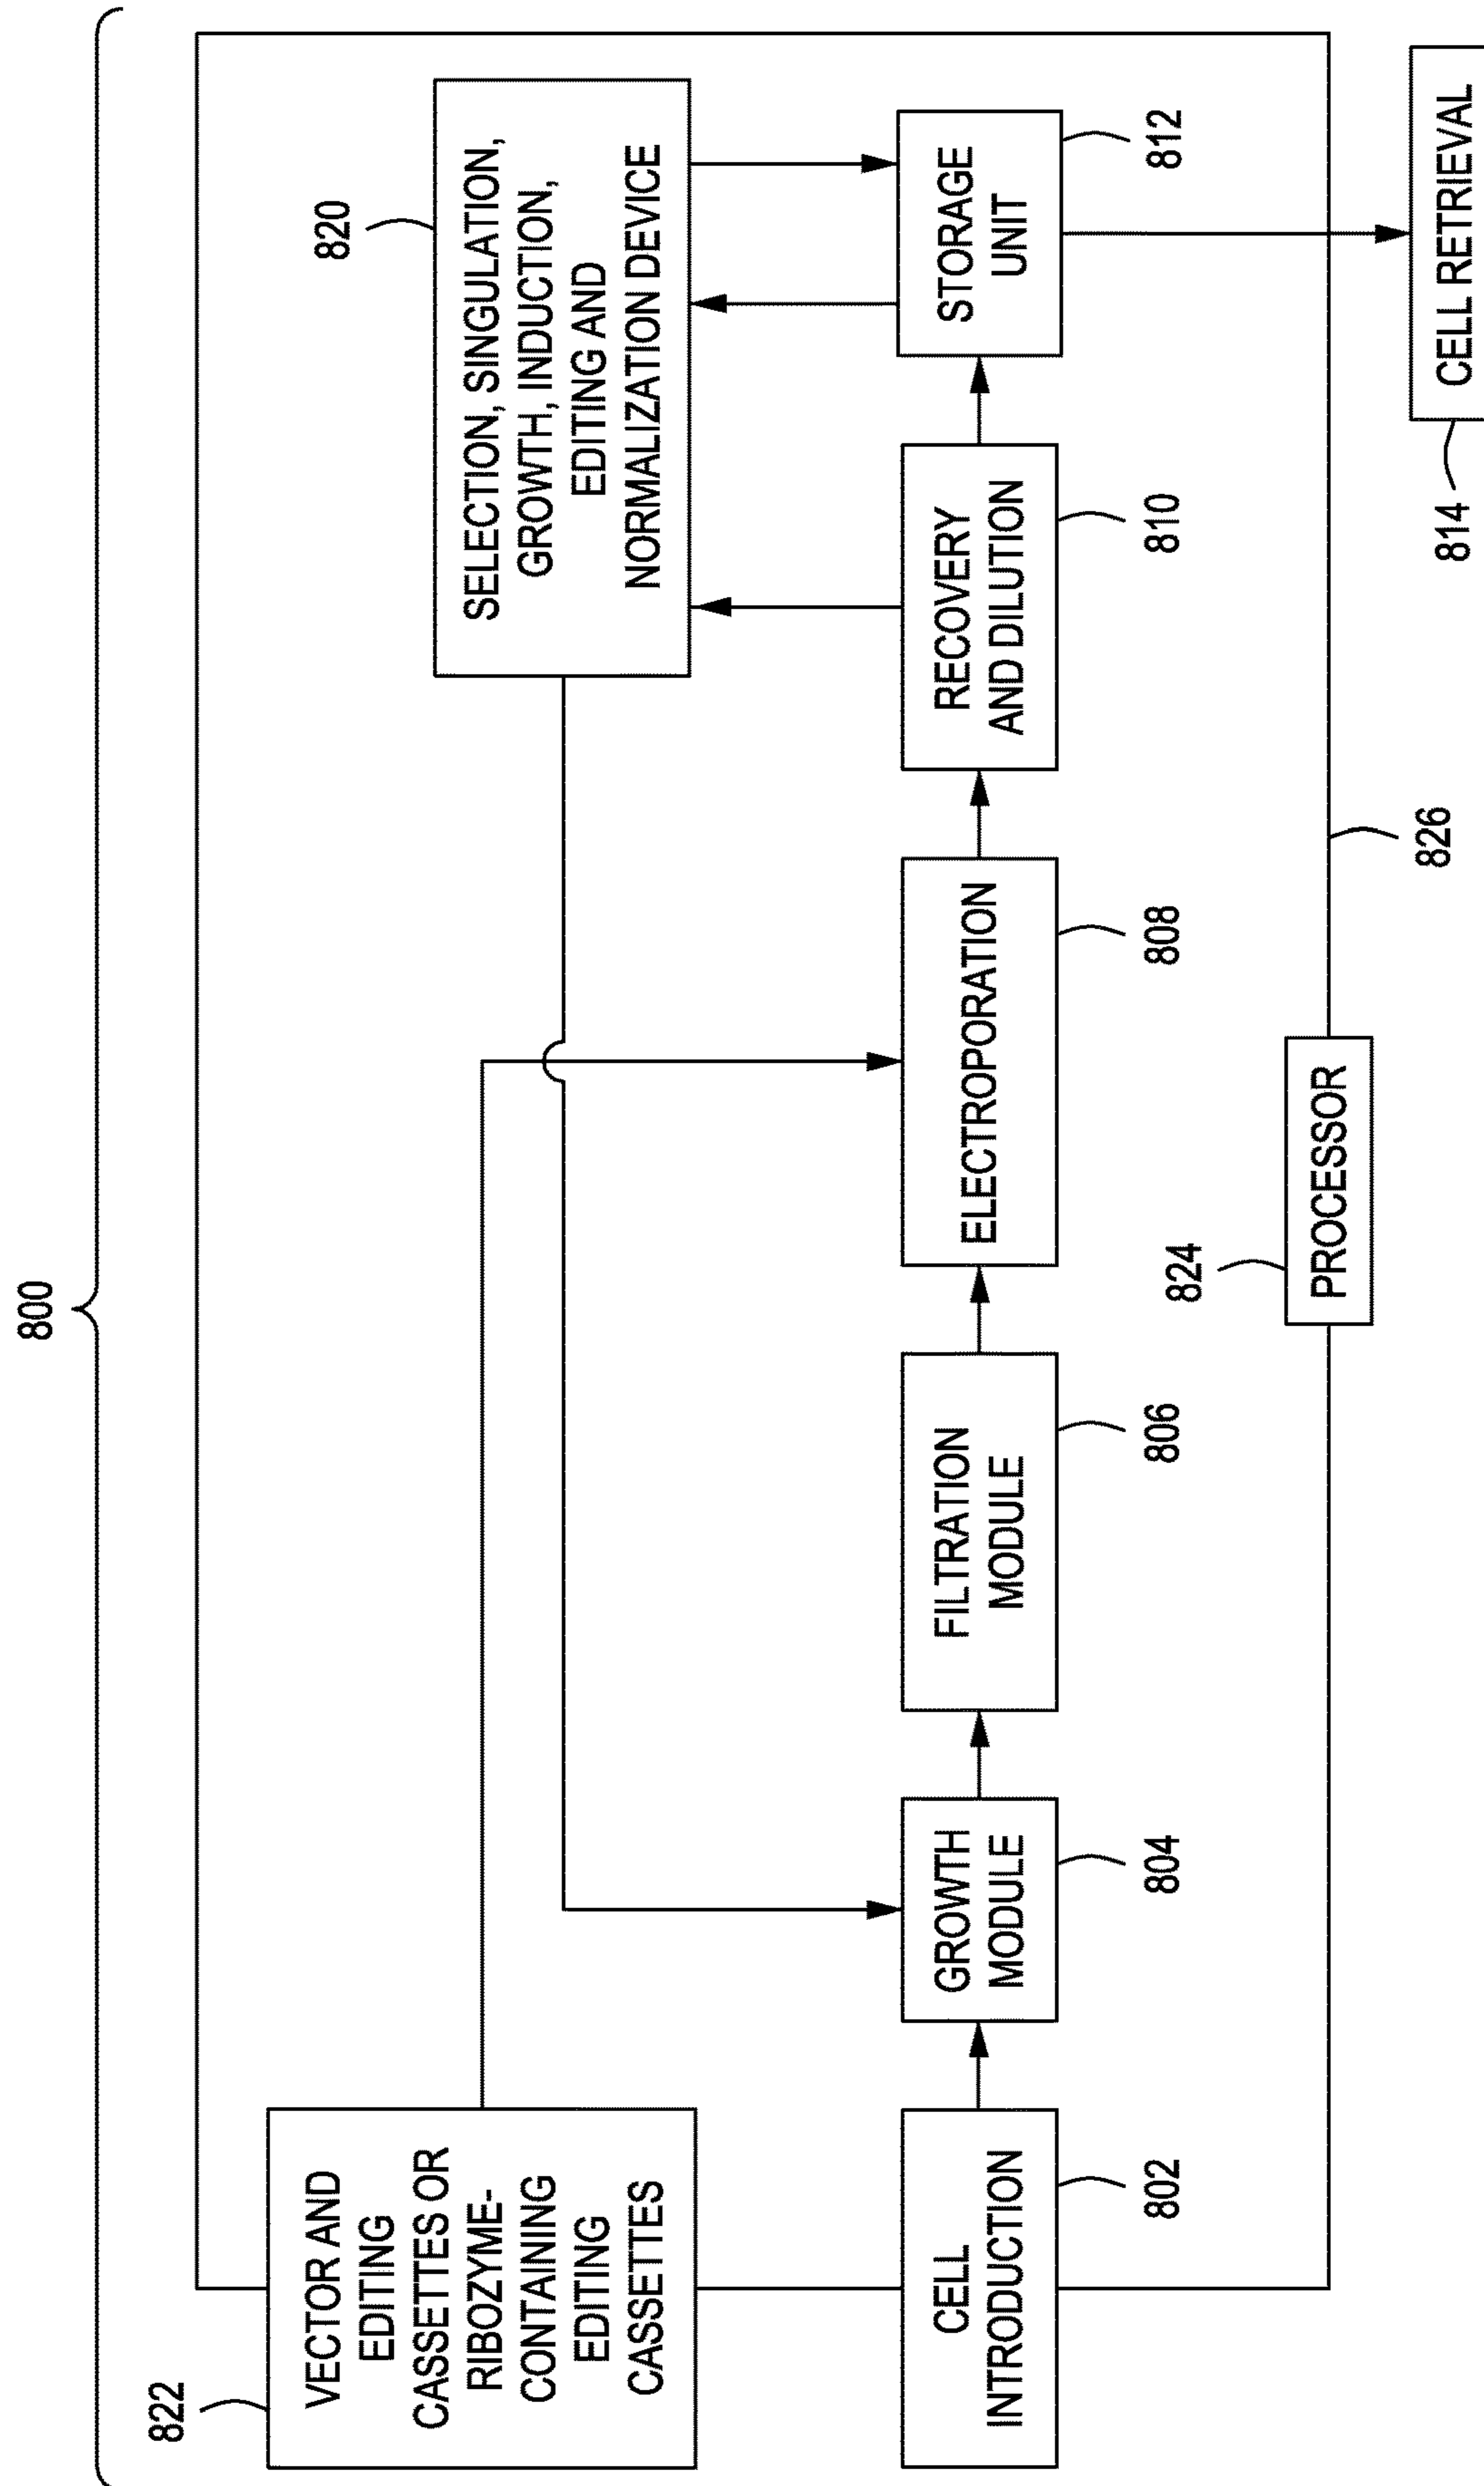 800
822
VECTOR AND
EDITING
CASSETTES OR
RIBOZYME-
CONTAINING
EDITING
CASSETTES
820
SELECTION, SINGULATION,
GROWTH, INDUCTION,
EDITING AND
NORMALIZATION DEVICE
CELL
INTRODUCTION
802
GROWTH
MODULE
804
FILTRATION
MODULE
806
ELECTROPORATION
808
RECOVERY
AND DILUTION
810
STORAGE
UNIT
812
824
PROCESSOR
826
814
CELL RETRIEVAL